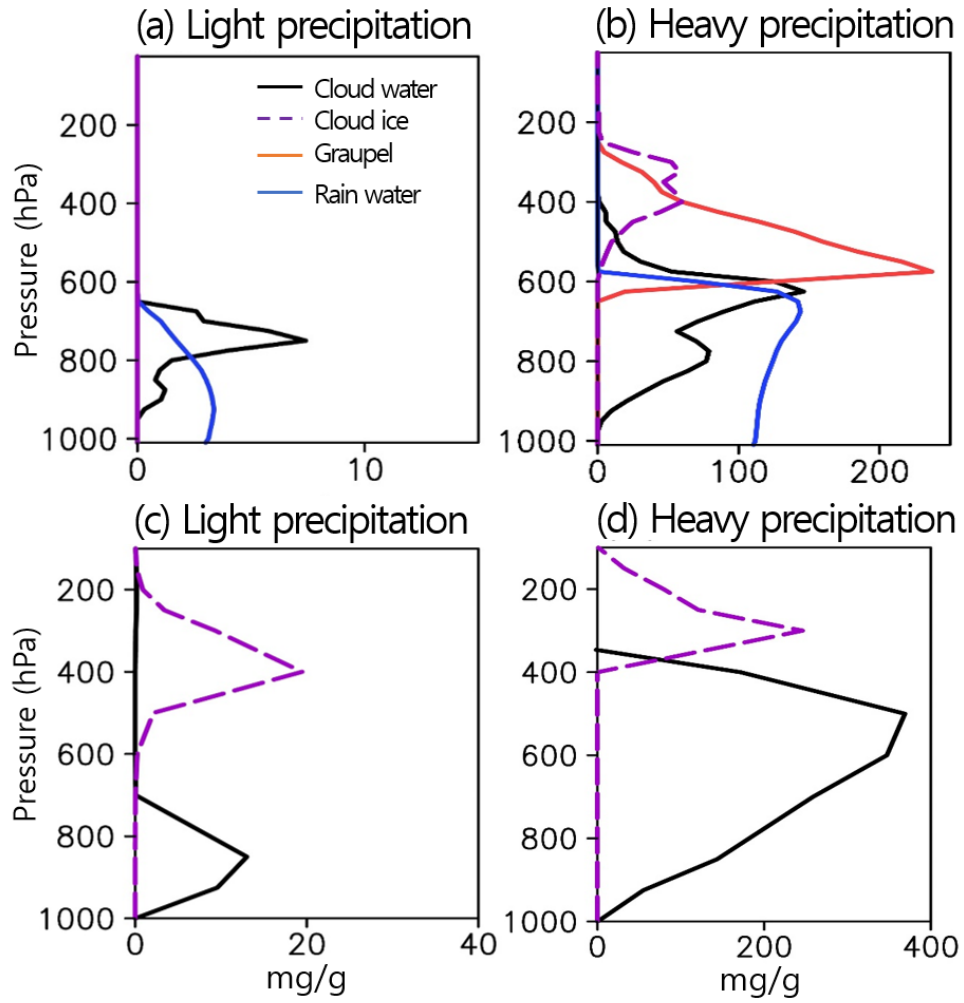 (a) Light precipitation
(b) Heavy precipitation
Cloud water
Cloud ice
Graupel
Rain water
Pressure (hPa)
200
400
600
800
1000
0
10
200
400
600
800
1000
0
100
200
(c) Light precipitation
(d) Heavy precipitation
Pressure (hPa)
200
400
600
800
1000
0
20
40
mg/g
200
400
600
800
1000
0
200
400
mg/g